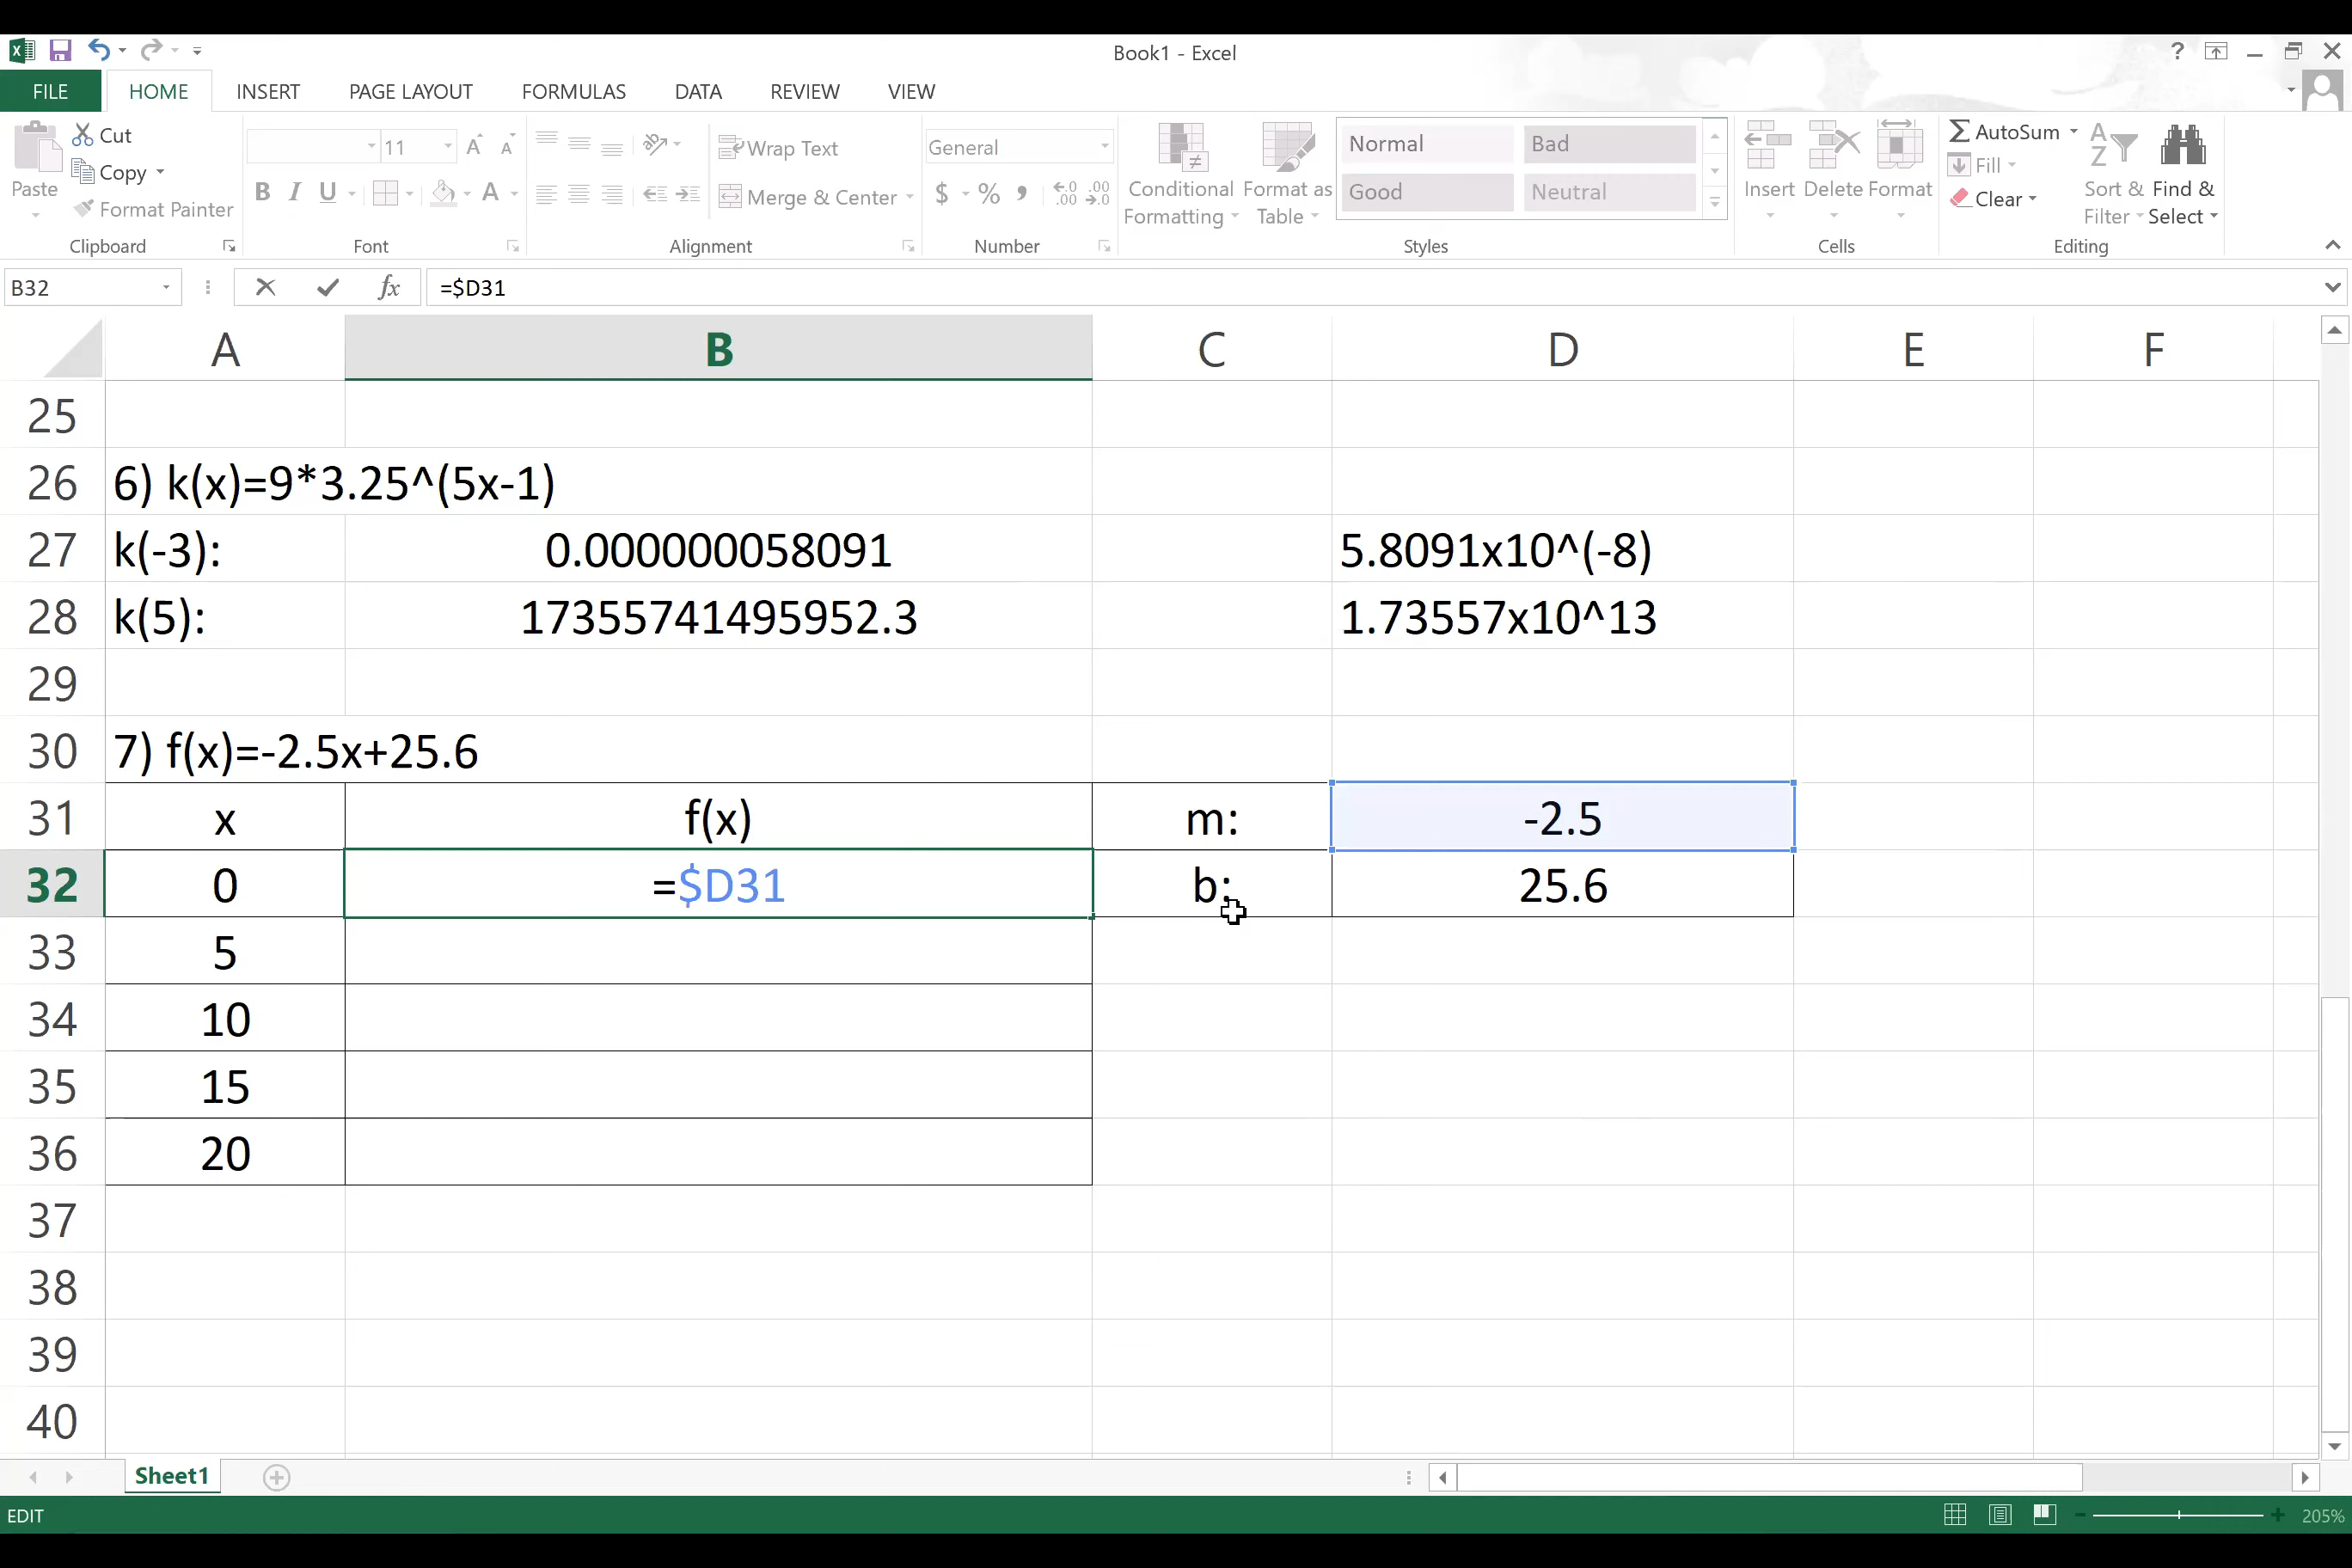 Book1 - Excel
?
FILE HOME INSERT PAGE LAYOUT FORMULAS DATA REVIEW VIEW
Paste
Cut
Copy
Format Painter
Clipboard
11
B I U
Font
Wrap Text
Merge & Center
Alignment
General
$ % ,
Number
Conditional Formatting
Format as Table
Normal Bad
Good Neutral
Styles
Insert Delete Format
Cells
AutoSum
Fill
Clear
Sort & Filter
Find & Select
Editing
B32 fx =$D31
A B C D E F
25
26 6) k(x)=9*3.25^(5x-1)
27 k(-3): 0.000000058091 5.8091x10^(-8)
28 k(5): 17355741495952.3 1.73557x10^13
29
30 7) f(x)=-2.5x+25.6
31 x f(x) m: -2.5
32 0 =$D31 b: 25.6
33 5
34 10
35 15
36 20
37
38
39
40
Sheet1
EDIT 205%